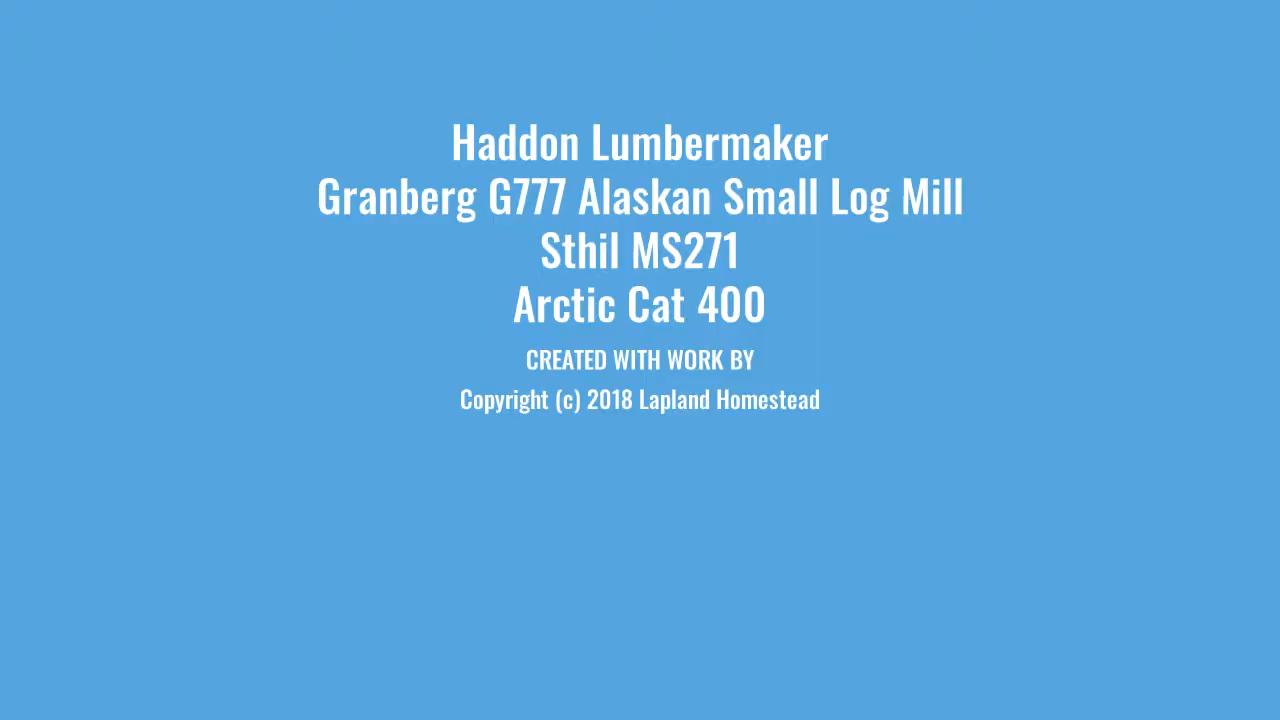 Haddon Lumbermaker
Granberg G777 Alaskan Small Log Mill
Sthil MS271
Arctic Cat 400
CREATED WITH WORK BY
Copyright (c) 2018 Lapland Homestead